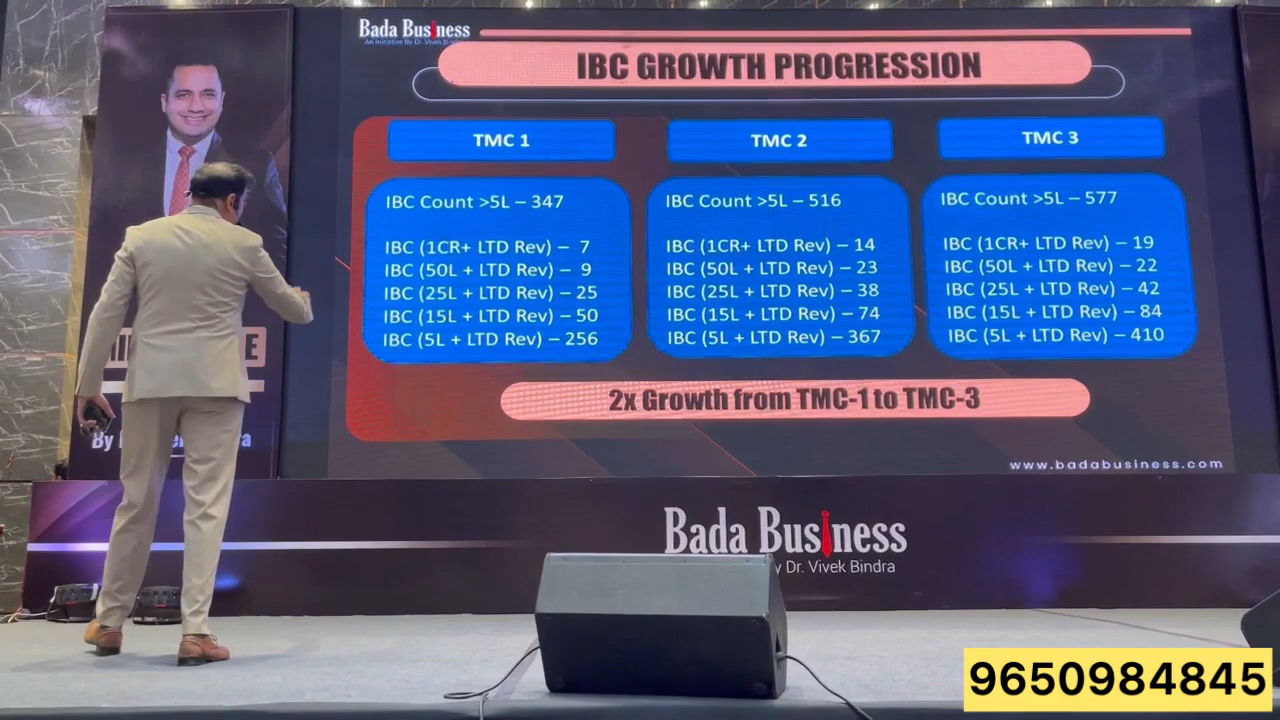 Bada Business
An Initiative By Dr. Vivek Bindra
IBC GROWTH PROGRESSION
TMC 1
IBC Count >5L – 347
IBC (1CR+ LTD Rev) – 7
IBC (50L + LTD Rev) – 9
IBC (25L + LTD Rev) – 25
IBC (15L + LTD Rev) – 50
IBC (5L + LTD Rev) – 256
TMC 2
IBC Count >5L – 516
IBC (1CR+ LTD Rev) – 14
IBC (50L + LTD Rev) – 23
IBC (25L + LTD Rev) – 38
IBC (15L + LTD Rev) – 74
IBC (5L + LTD Rev) – 367
TMC 3
IBC Count >5L – 577
IBC (1CR+ LTD Rev) – 19
IBC (50L + LTD Rev) – 22
IBC (25L + LTD Rev) – 42
IBC (15L + LTD Rev) – 84
IBC (5L + LTD Rev) – 410
2x Growth from TMC-1 to TMC-3
www.badabusiness.com
By
Bada Business
By Dr. Vivek Bindra
9650984845